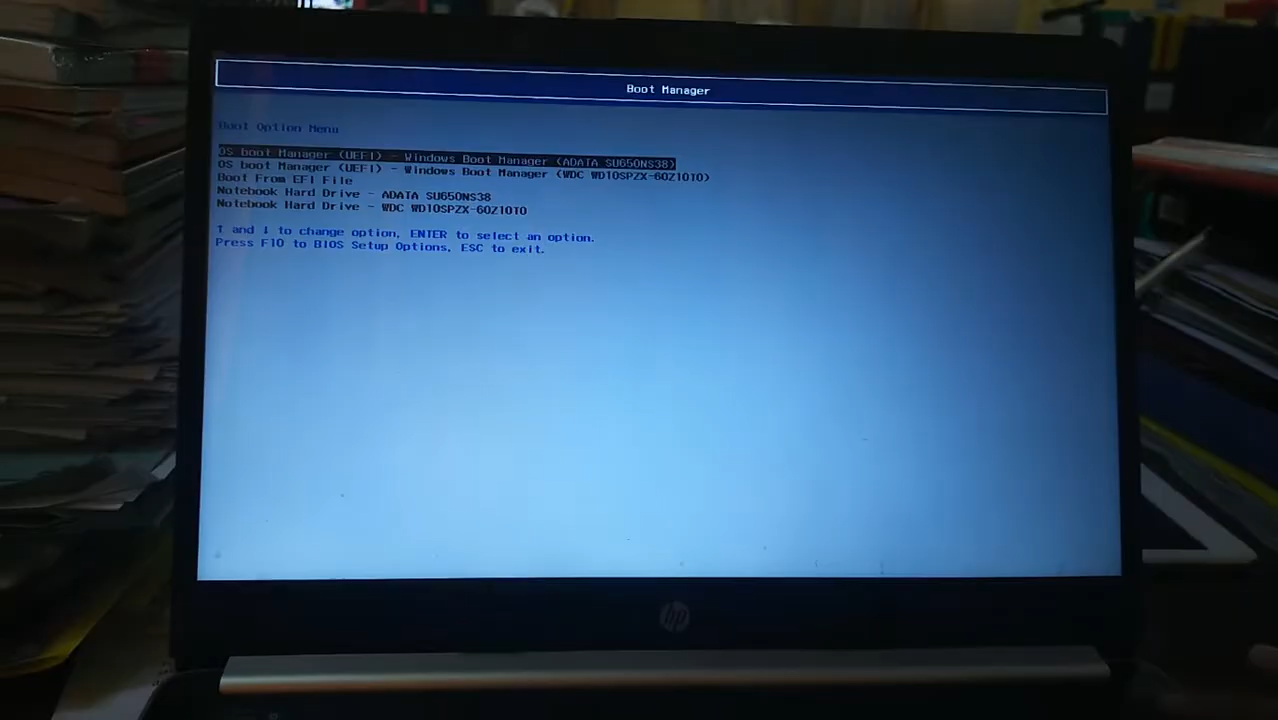 Boot Manager
Boot Option Menu
OS boot Manager (UEFI) - Windows Boot Manager (ADATA SU650NS38)
OS boot Manager (UEFI) - Windows Boot Manager (WDC WD10SPZX-60Z10T0)
Boot From EFI File
Notebook Hard Drive - ADATA SU650NS38
Notebook Hard Drive - WDC WD10SPZX-60Z10T0
↑ and ↓ to change option, ENTER to select an option.
Press F10 to BIOS Setup Options, ESC to exit.
hp